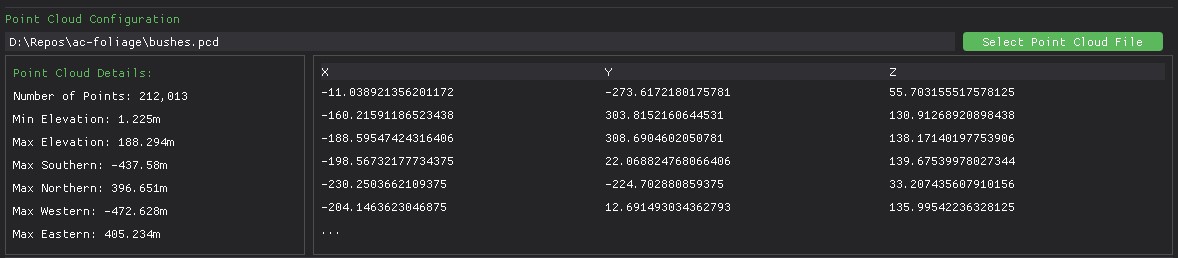 Point Cloud Configuration
D:\Repos\ac-foliage\bushes.pcd
Select Point Cloud File
Point Cloud Details:
Number of Points: 212,013
Min Elevation: 1.225m
Max Elevation: 188.294m
Max Southern: -437.58m
Max Northern: 396.651m
Max Western: -472.628m
Max Eastern: 405.234m
X Y Z
-11.038921356201172 -273.6172180175781 55.703155517578125
-160.21591186523438 303.8152160644531 130.91268920898438
-188.59547424316406 308.6904602050781 138.17140197753906
-198.56732177734375 22.068824768066406 139.67539978027344
-230.2503662109375 -224.702880859375 33.207435607910156
-204.1463623046875 12.691493034362793 135.99542236328125
...